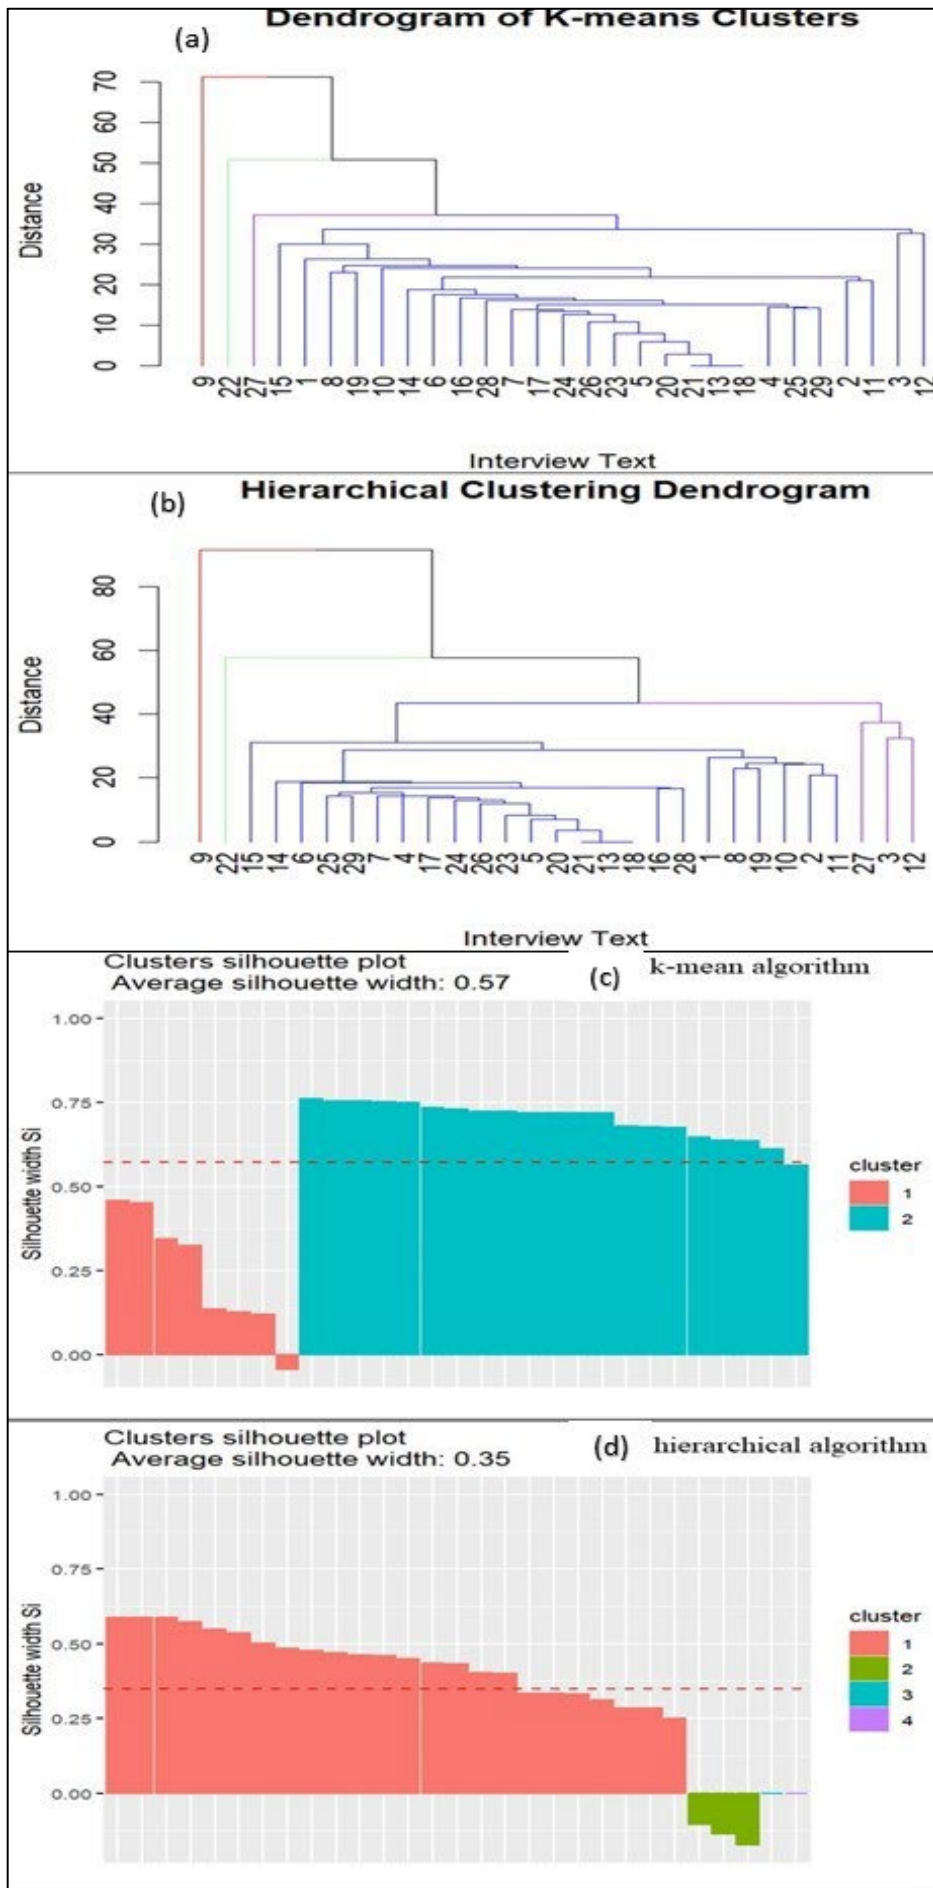 Dendrogram of K-means Clusters
(a)
70
60
50
40
30
20
10
0
Distance
9 22 27 15 1 8 19 10 14 6 16 28 7 17 24 26 23 5 20 21 13 18 4 25 29 2 11 3 12
Interview Text
Hierarchical Clustering Dendrogram
(b)
80
60
40
20
0
Distance
9 22 15 14 6 25 29 7 4 17 24 26 23 5 20 21 13 18 16 28 1 8 19 10 2 11 27 3 12
Interview Text
Clusters silhouette plot
Average silhouette width: 0.57
(c) k-mean algorithm
1.00
0.75
0.50
0.25
0.00
Silhouette width Si
cluster
1
2
Clusters silhouette plot
Average silhouette width: 0.35
(d) hierarchical algorithm
1.00
0.75
0.50
0.25
0.00
Silhouette width Si
cluster
1
2
3
4